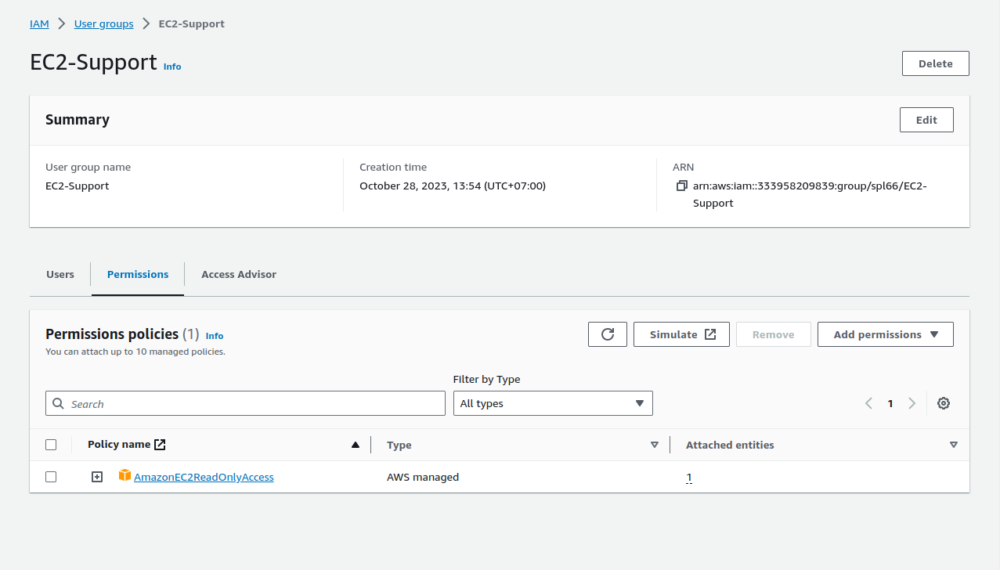 IAM > User groups > EC2-Support
EC2-Support Info
Delete
Summary
Edit
User group name
EC2-Support
Creation time
October 28, 2023, 13:54 (UTC+07:00)
ARN
arn:aws:iam::333958209839:group/spl66/EC2-
Support
Users
Permissions
Access Advisor
Permissions policies (1) Info
You can attach up to 10 managed policies.
Simulate
Remove
Add permissions
Search
Filter by Type
All types
1
Policy name
Type
Attached entities
AmazonEC2ReadOnlyAccess
AWS managed
1